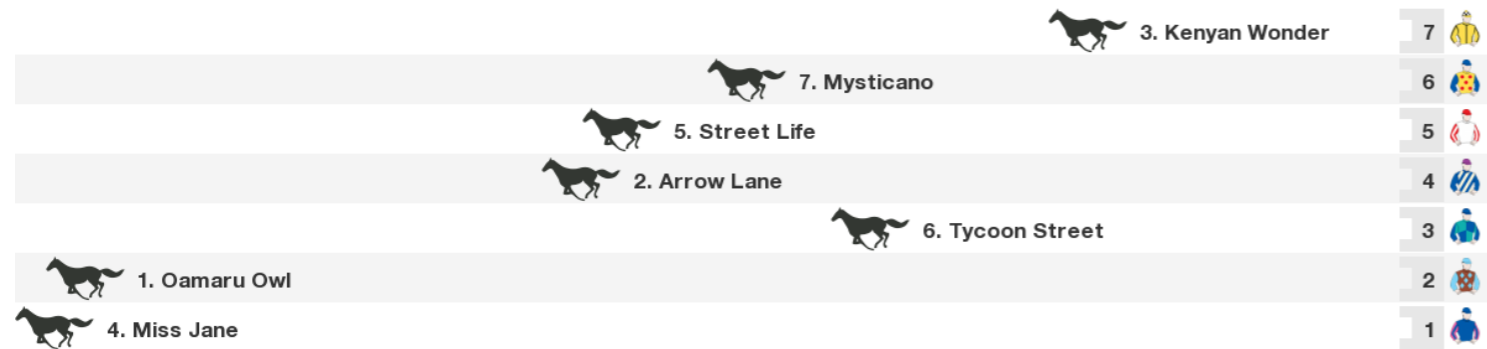 3. Kenyan Wonder 7
7. Mysticano 6
5. Street Life 5
2. Arrow Lane 4
6. Tycoon Street 3
1. Oamaru Owl 2
4. Miss Jane 1